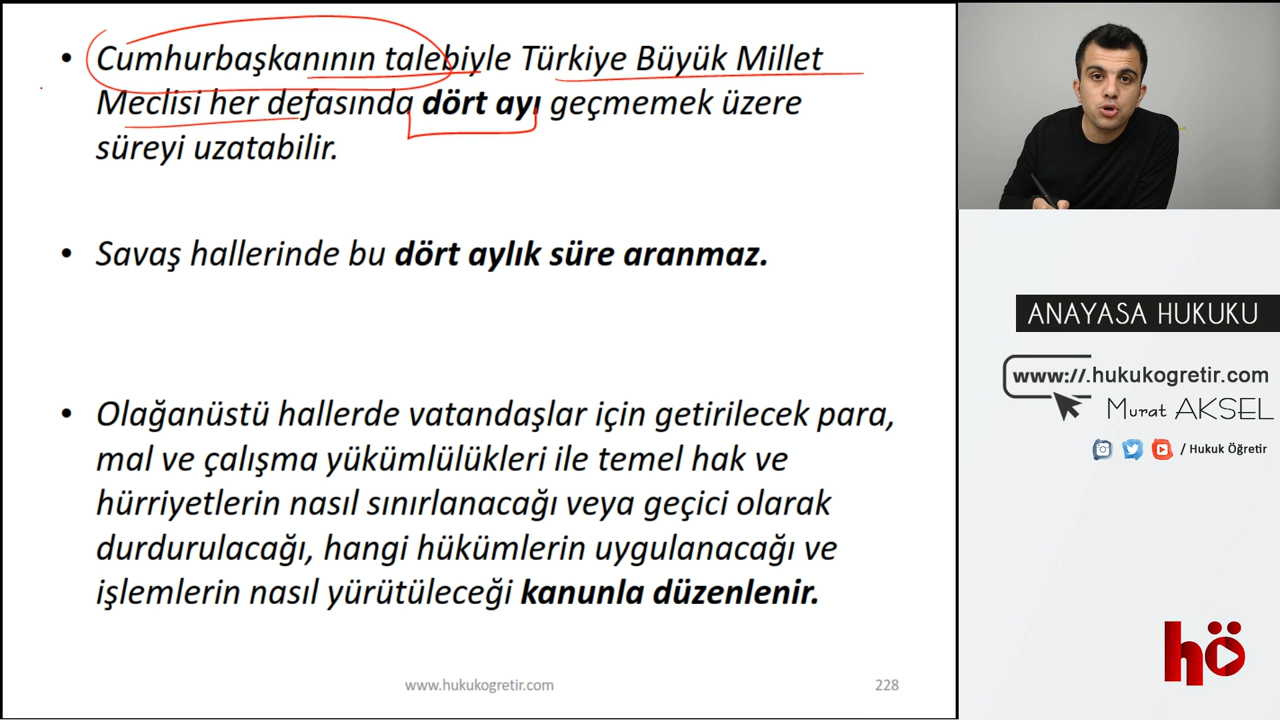 • Cumhurbaşkanının talebiyle Türkiye Büyük Millet
Meclisi her defasında dört ayı geçmemek üzere
süreyi uzatabilir.
• Savaş hallerinde bu dört aylık süre aranmaz.
• Olağanüstü hallerde vatandaşlar için getirilecek para,
mal ve çalışma yükümlülükleri ile temel hak ve
hürriyetlerin nasıl sınırlanacağı veya geçici olarak
durdurulacağı, hangi hükümlerin uygulanacağı ve
işlemlerin nasıl yürütüleceği kanunla düzenlenir.
www.hukukogretir.com
228
ANAYASA HUKUKU
www://.hukukogretir.com
Murat AKSEL
/ Hukuk Öğretir
hö